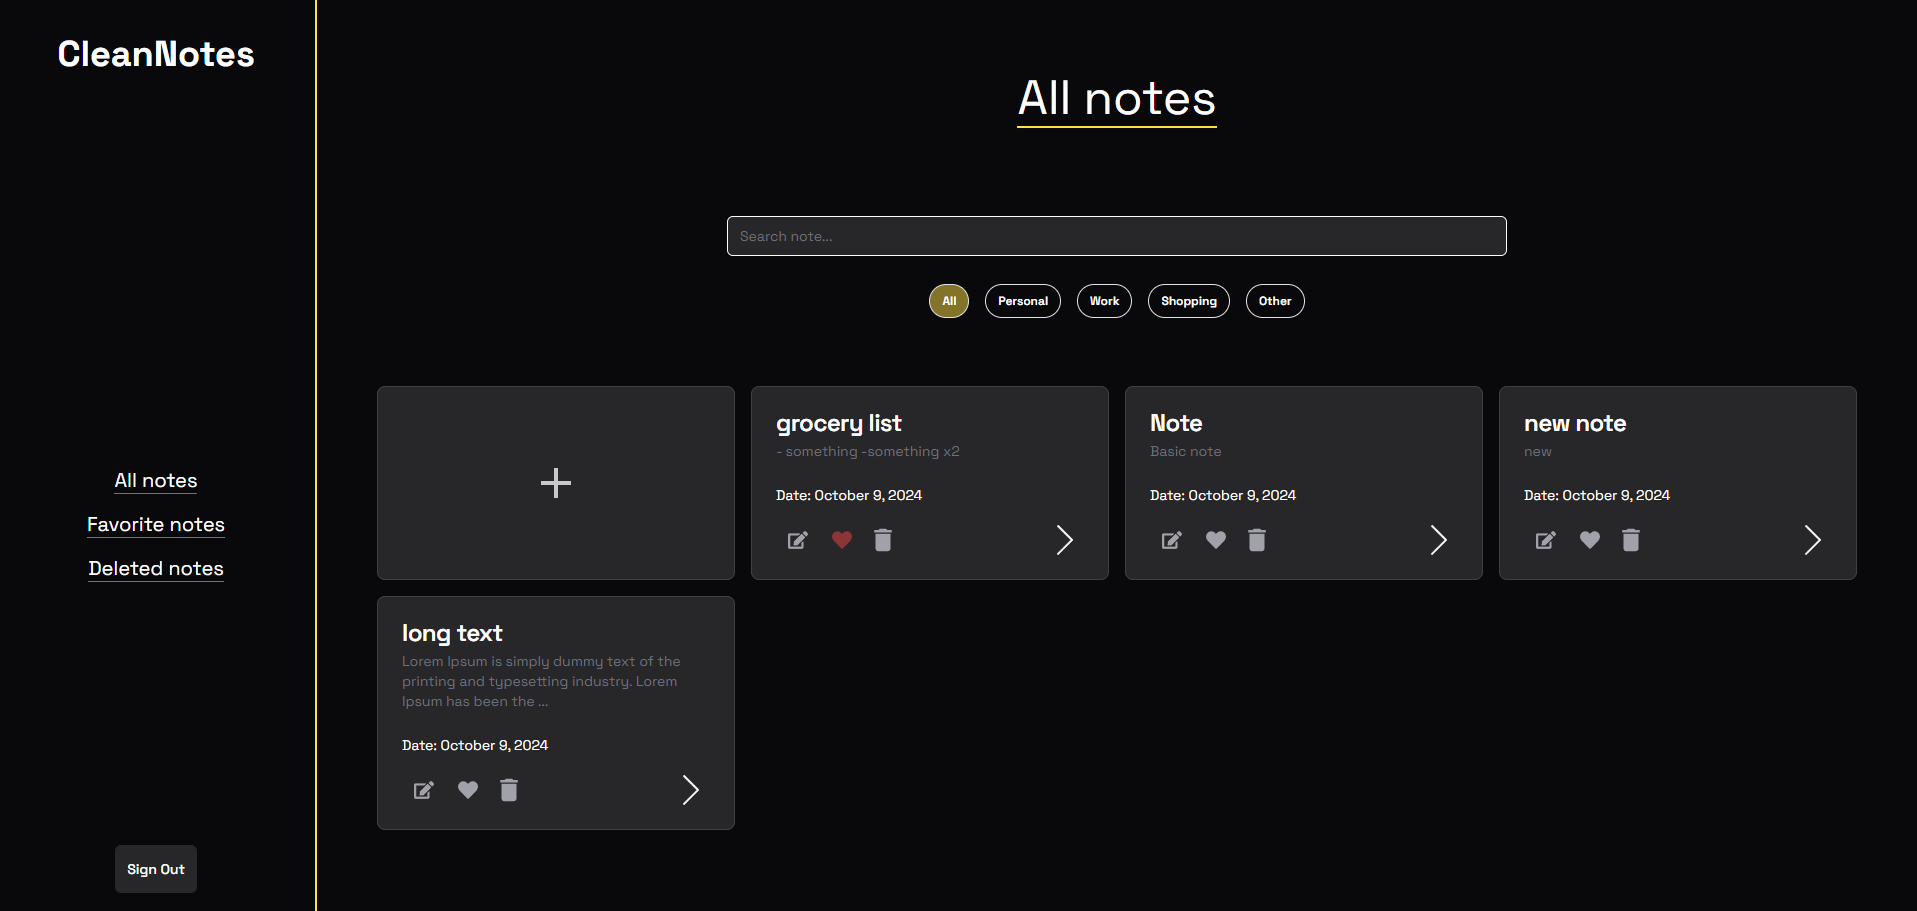 CleanNotes
All notes
Favorite notes
Deleted notes
Sign Out
All notes
Search note...
All
Personal
Work
Shopping
Other
grocery list
- something -something x2
Date: October 9, 2024
Note
Basic note
Date: October 9, 2024
new note
new
Date: October 9, 2024
long text
Lorem Ipsum is simply dummy text of the
printing and typesetting industry. Lorem
Ipsum has been the ...
Date: October 9, 2024